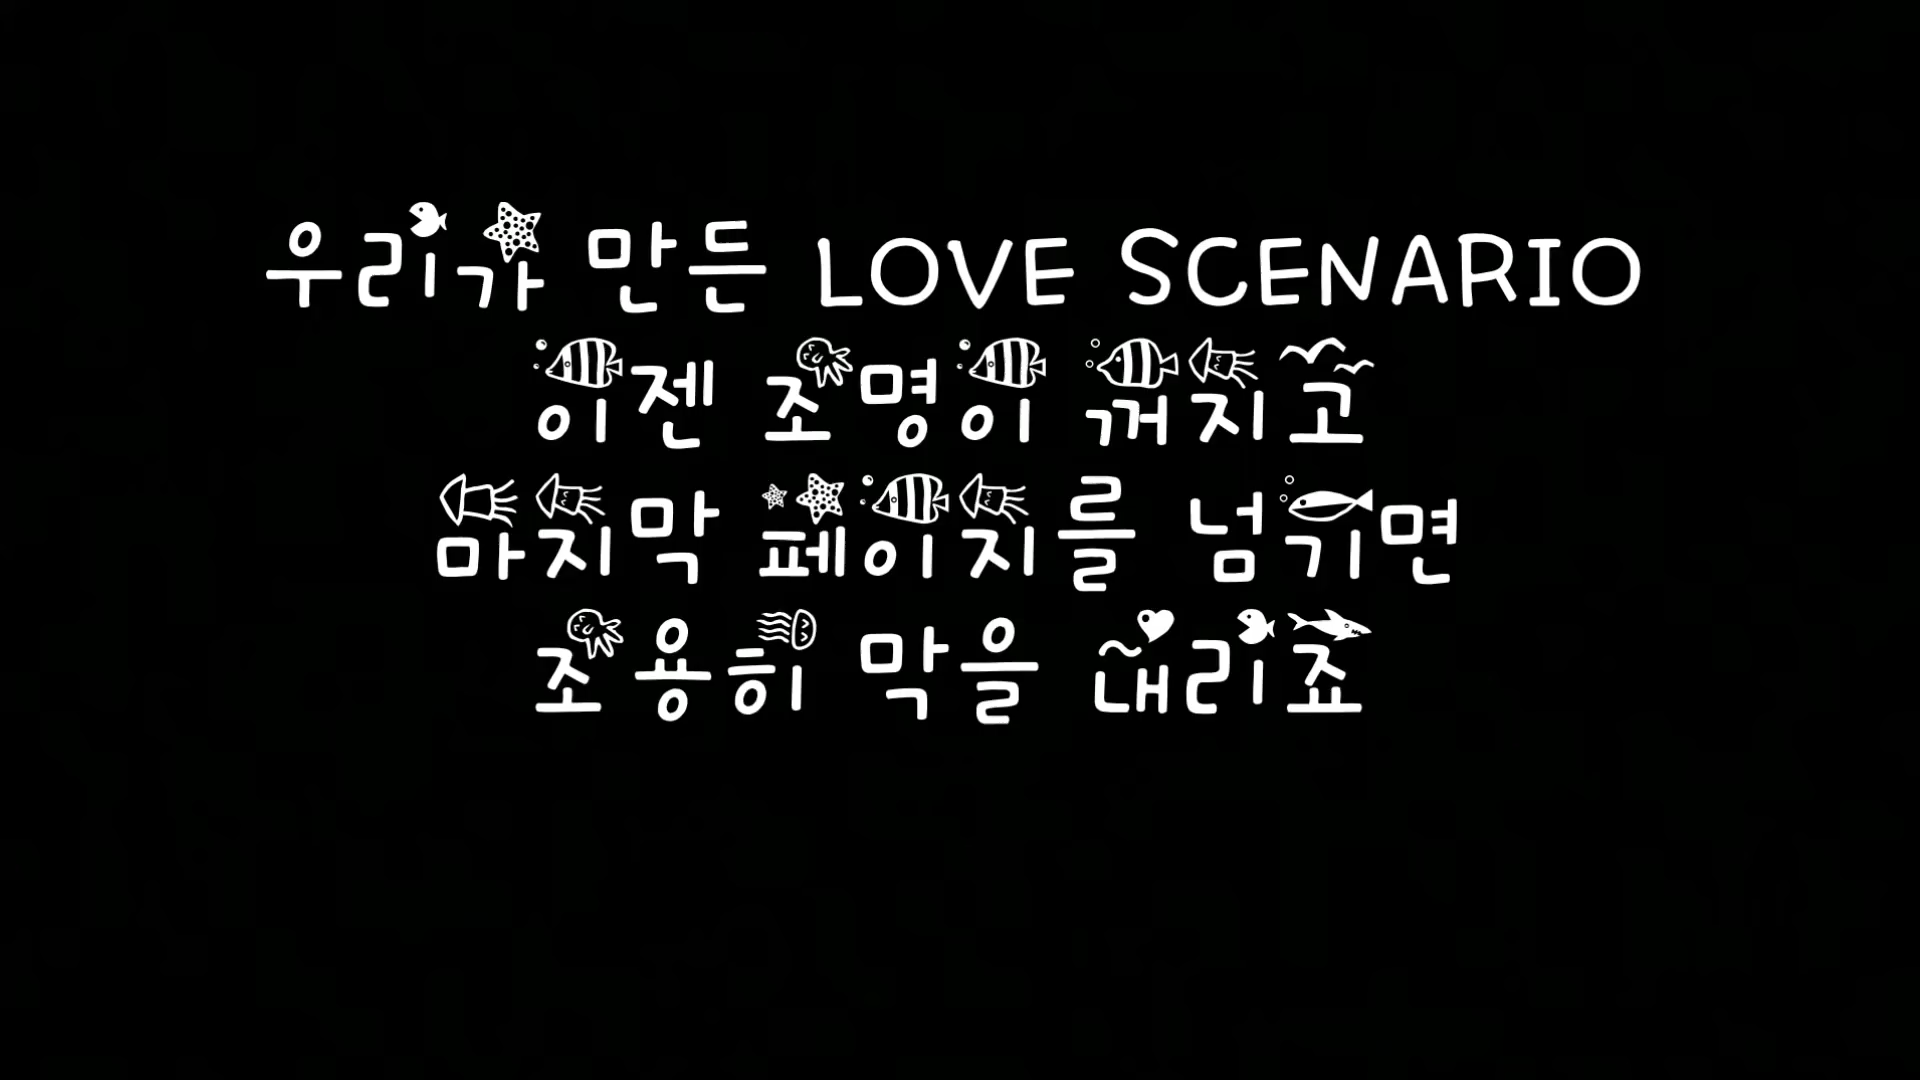 우리가 만든 LOVE SCENARIO
이젠 조명이 꺼지고
마지막 페이지를 넘기면
조용히 막을 내리죠